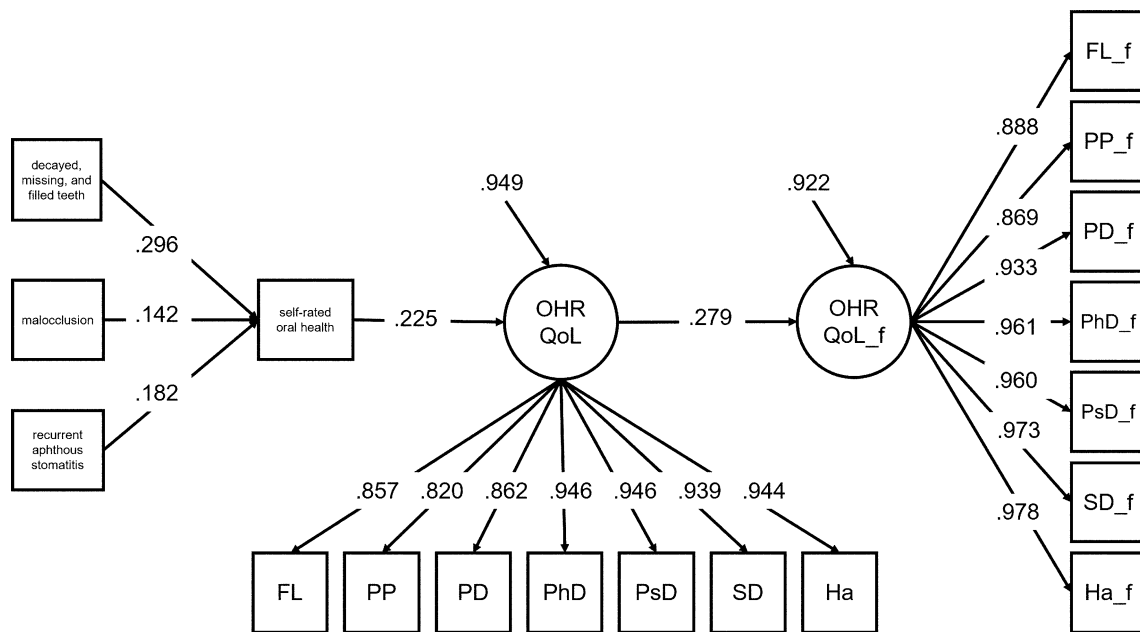 FL_f
.888
PP_f
decayed,
missing, and
filled teeth
.949
.922
.869
PD_f
.296
.933
malocclusion
.142
self-rated
oral health
.225
OHR
QoL
.279
OHR
QoL_f
.961
PhD_f
.182
.960
PsD_f
recurrent
aphthous
stomatitis
.973
.857
.820
.862
.946
.946
.939
.944
SD_f
.978
FL
PP
PD
PhD
PsD
SD
Ha
Ha_f